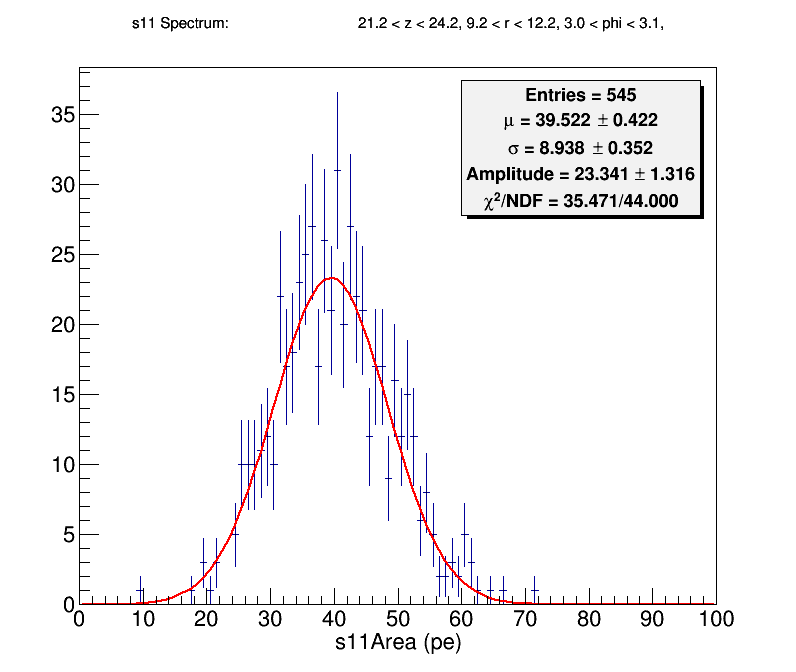 s11 Spectrum: 21.2 < z < 24.2, 9.2 < r < 12.2, 3.0 < phi < 3.1,
Entries = 545
μ = 39.522 ± 0.422
σ = 8.938 ± 0.352
Amplitude = 23.341 ± 1.316
χ²/NDF = 35.471/44.000
35
30
25
20
15
10
5
0
0 10 20 30 40 50 60 70 80 90 100
s11Area (pe)